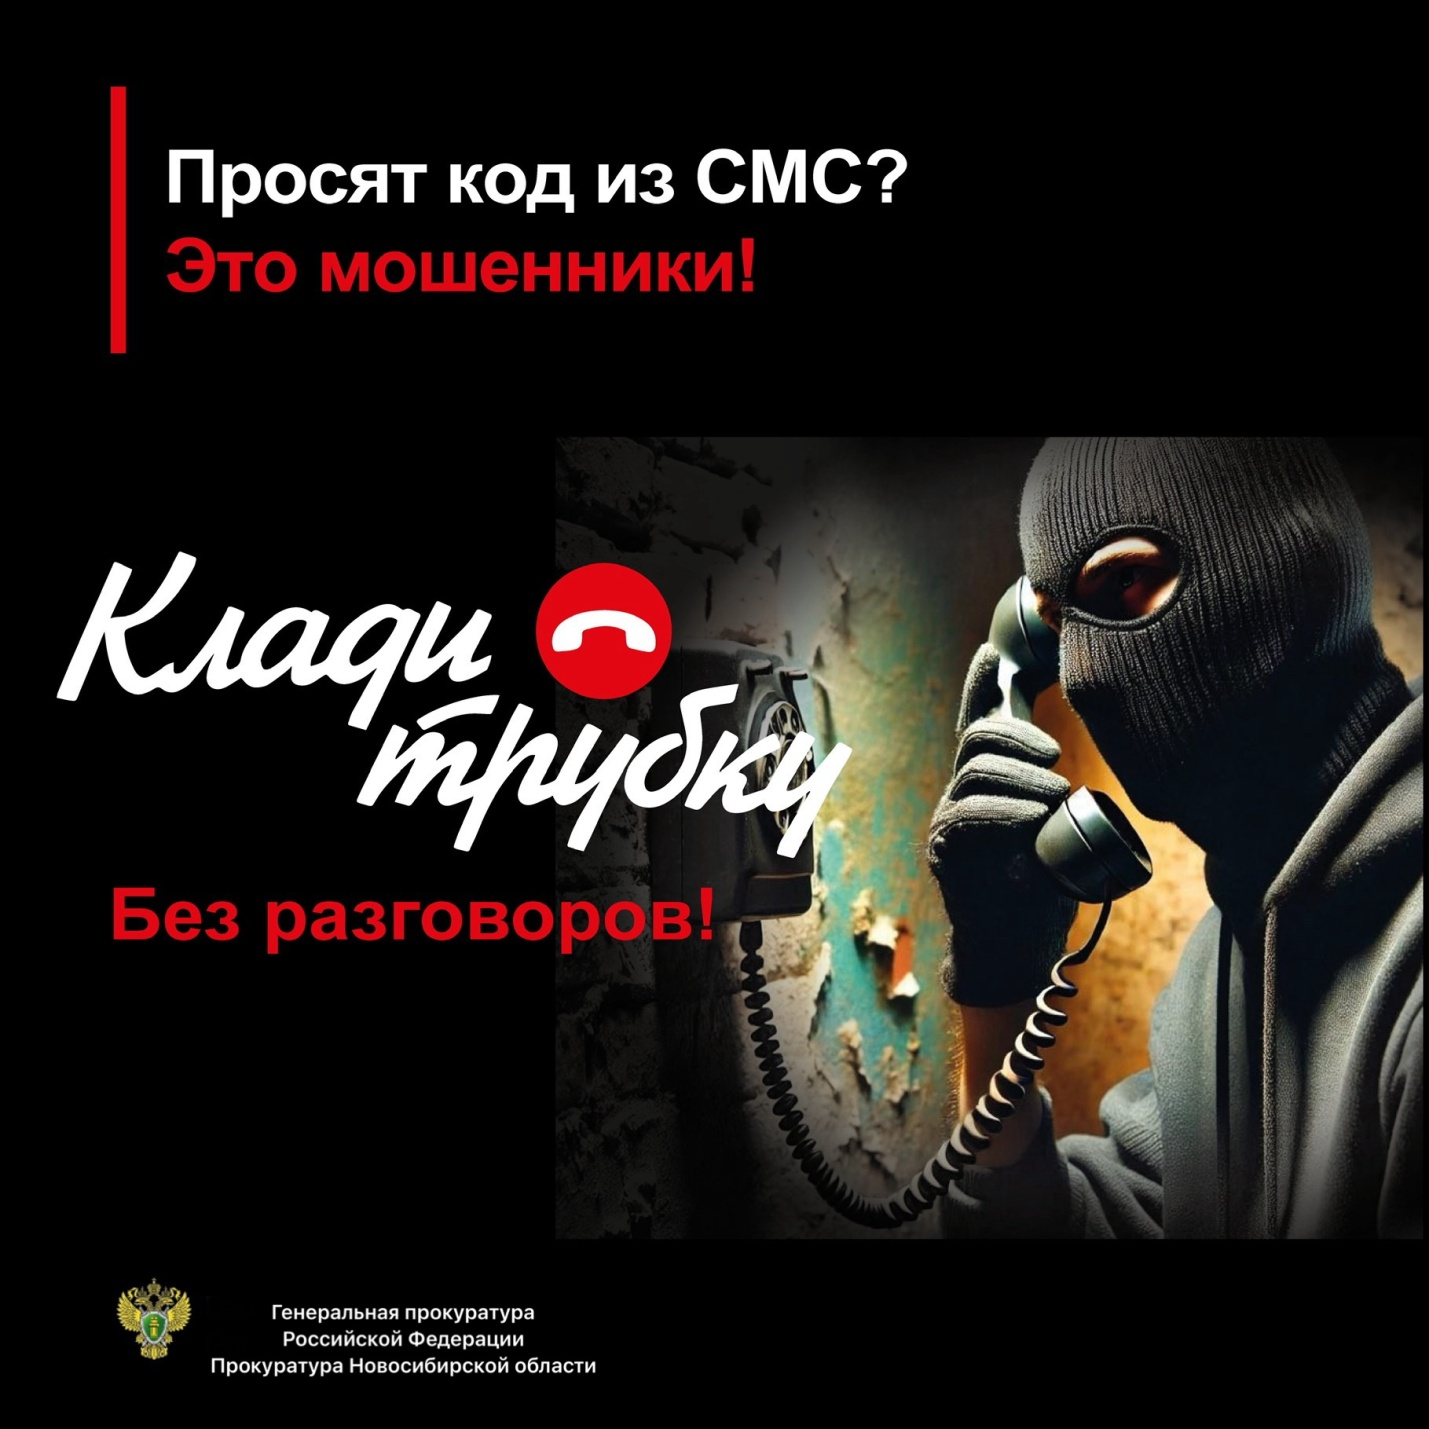 Просят код из СМС?
Это мошенники!
Клади
трубку
Без разговоров!
Генеральная прокуратура
Российской Федерации
Прокуратура Новосибирской области